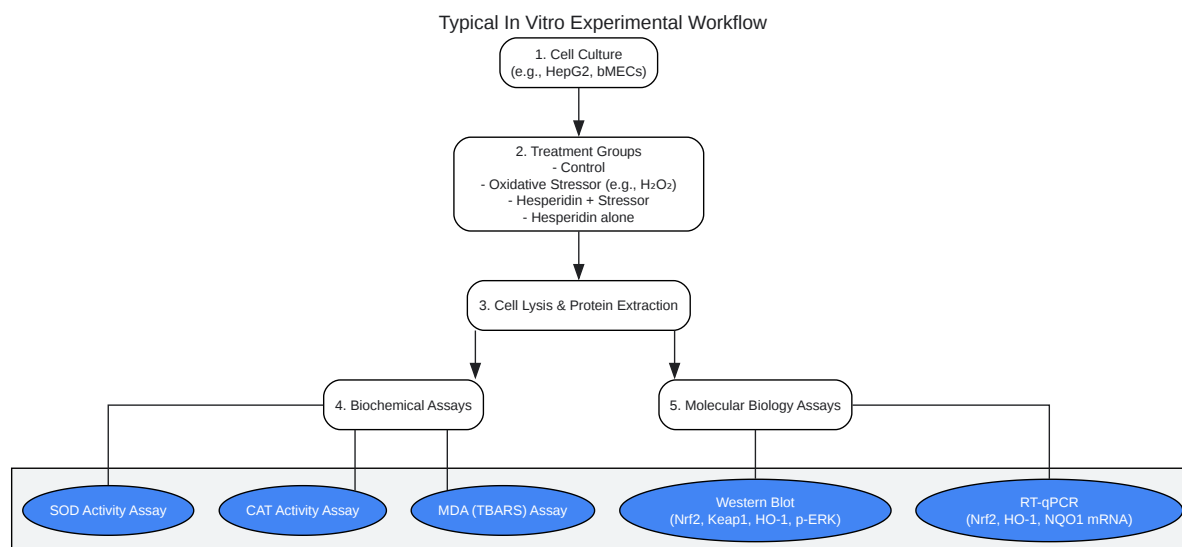 Typical In Vitro Experimental Workflow
1. Cell Culture
(e.g., HepG2, bMECs)
2. Treatment Groups
- Control
- Oxidative Stressor (e.g., H₂O₂)
- Hesperidin + Stressor
- Hesperidin alone
3. Cell Lysis & Protein Extraction
4. Biochemical Assays
5. Molecular Biology Assays
SOD Activity Assay
CAT Activity Assay
MDA (TBARS) Assay
Western Blot
(Nrf2, Keap1, HO-1, p-ERK)
RT-qPCR
(Nrf2, HO-1, NQO1 mRNA)